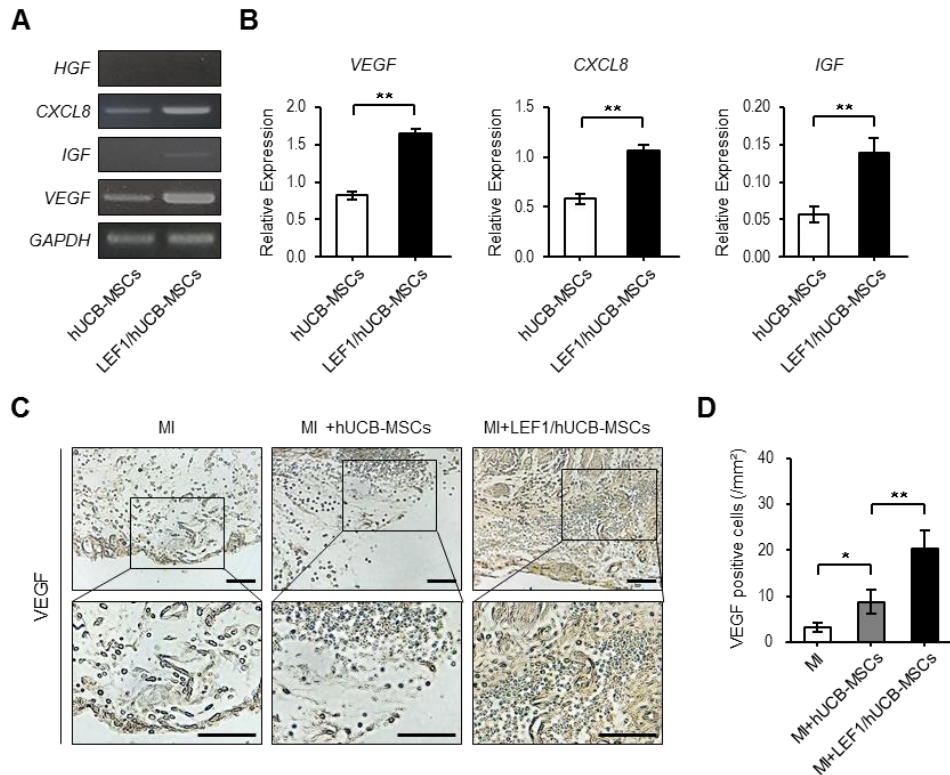 A
HGF
CXCL8
IGF
VEGF
GAPDH
hUCB-MSCs
LEF1/hUCB-MSCs
B
VEGF
Relative Expression
2.0
1.5
1.0
0.5
0.0
**
hUCB-MSCs
LEF1/hUCB-MSCs
CXCL8
Relative Expression
1.5
1.0
0.5
0.0
**
hUCB-MSCs
LEF1/hUCB-MSCs
IGF
Relative Expression
0.20
0.15
0.10
0.05
0.00
**
hUCB-MSCs
LEF1/hUCB-MSCs
C
MI
MI +hUCB-MSCs
MI+LEF1/hUCB-MSCs
VEGF
D
VEGF positive cells (/mm²)
40
30
20
10
0
*
**
MI
MI+hUCB-MSCs
MI+LEF1/hUCB-MSCs